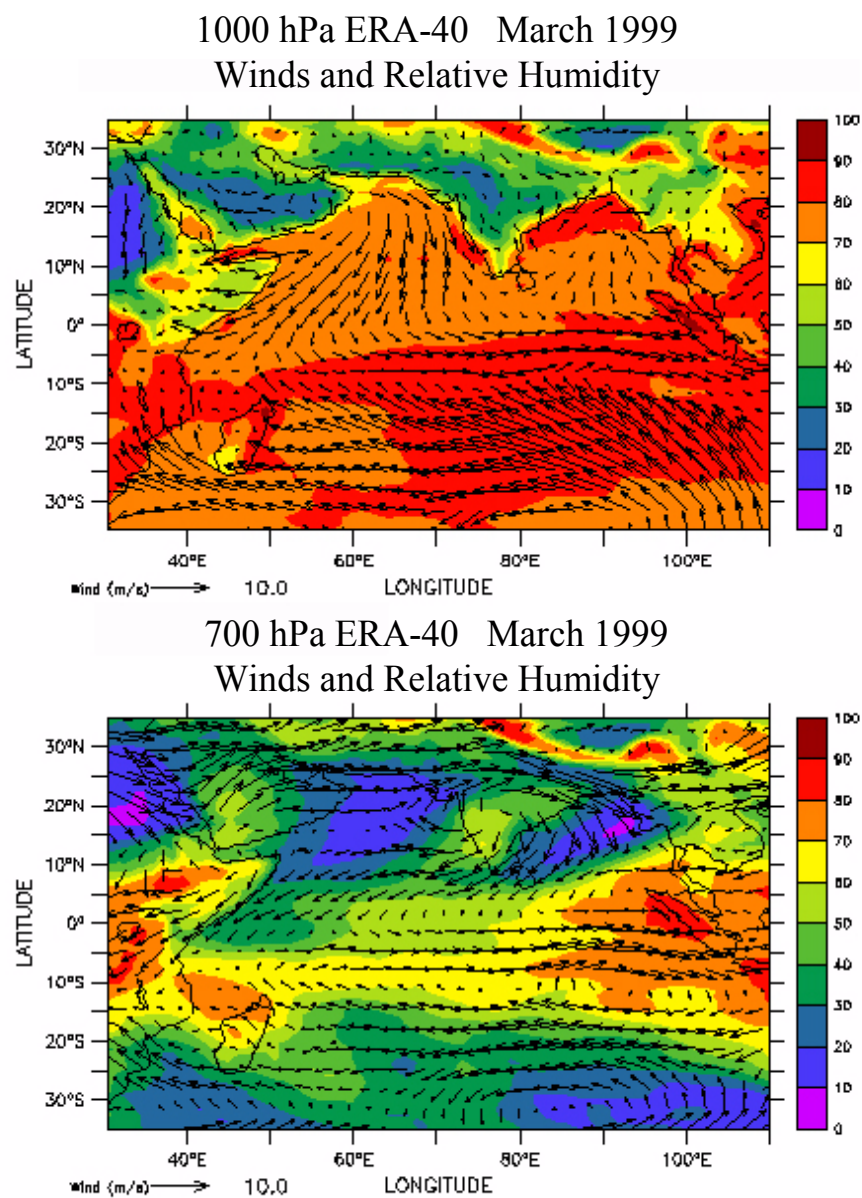 1000 hPa ERA-40 March 1999
Winds and Relative Humidity
100
90
80
70
60
50
40
30
20
10
0
LATITUDE
30°N
20°N
10°N
0°
10°S
20°S
30°S
40°E 60°E 80°E 100°E
Wind (m/s) 10.0 LONGITUDE
700 hPa ERA-40 March 1999
Winds and Relative Humidity
100
90
80
70
60
50
40
30
20
10
0
LATITUDE
30°N
20°N
10°N
0°
10°S
20°S
30°S
40°E 60°E 80°E 100°E
Wind (m/s) 10.0 LONGITUDE